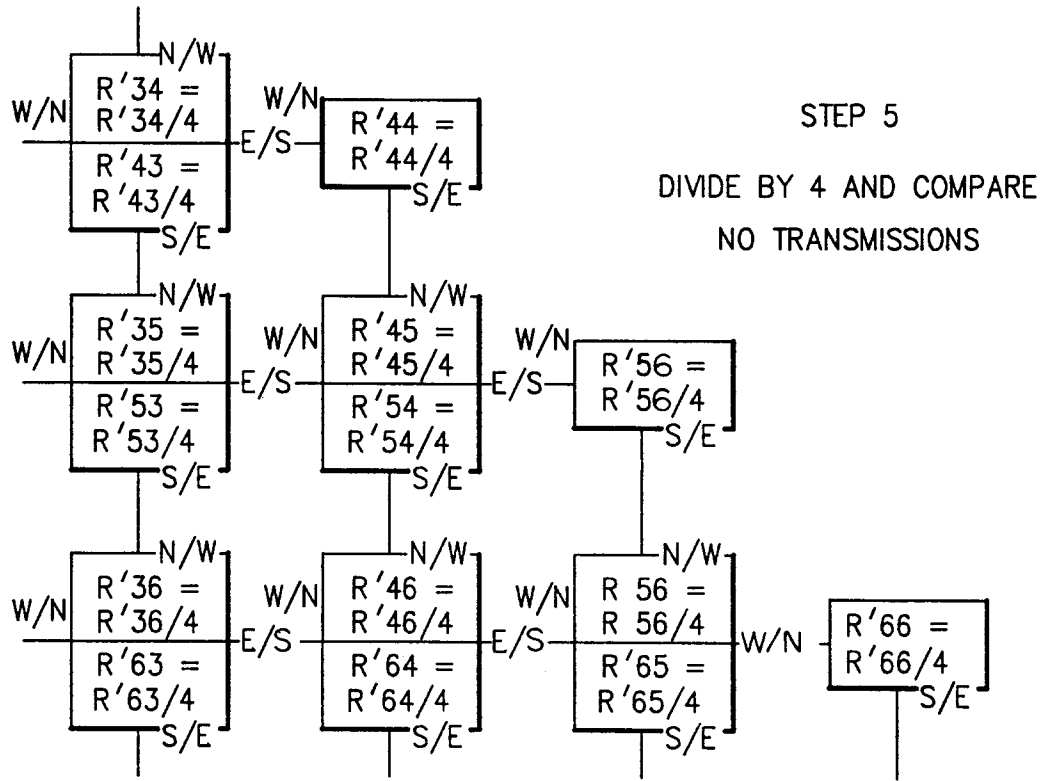 N/W
W/N
R'34 =
R'34/4
E/S
R'43 =
R'43/4
S/E
W/N
R'44 =
R'44/4
S/E
STEP 5
DIVIDE BY 4 AND COMPARE
NO TRANSMISSIONS
N/W
W/N
R'35 =
R'35/4
E/S
R'53 =
R'53/4
S/E
N/W
W/N
R'45 =
R'45/4
E/S
R'54 =
R'54/4
S/E
W/N
R'56 =
R'56/4
S/E
N/W
W/N
R'36 =
R'36/4
E/S
R'63 =
R'63/4
S/E
N/W
W/N
R'46 =
R'46/4
E/S
R'64 =
R'64/4
S/E
N/W
W/N
R 56 =
R 56/4
W/N
R'65 =
R'65/4
S/E
R'66 =
R'66/4
S/E